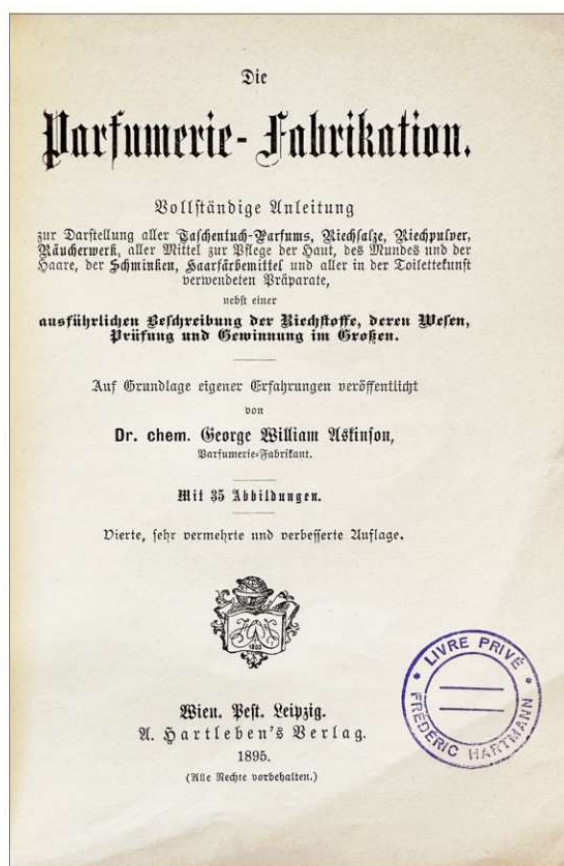 Die
Parfumerie-Fabrikation.
Vollständige Anleitung
zur Darstellung aller Taschentuch-Parfums, Riechsalze, Riechpulver,
Räucherwerk, aller Mittel zur Pflege der Haut, des Mundes und der
Haare, der Schminken, Haarfärbemittel und aller in der Toilettekunst
verwendeten Präparate,
nebst einer
ausführlichen Beschreibung der Riechstoffe, deren Wesen,
Prüfung und Gewinnung im Großen.
Auf Grundlage eigener Erfahrungen veröffentlicht
von
Dr. chem. George William Askinson,
Parfumerie-Fabrikant.
Mit 35 Abbildungen.
Vierte, sehr vermehrte und verbesserte Auflage.
1803
Wien. Pest. Leipzig.
A. Hartleben's Verlag.
1895.
(Alle Rechte vorbehalten.)
LIVRE PRIVÉ
FRÉDÉRIC HARTMANN